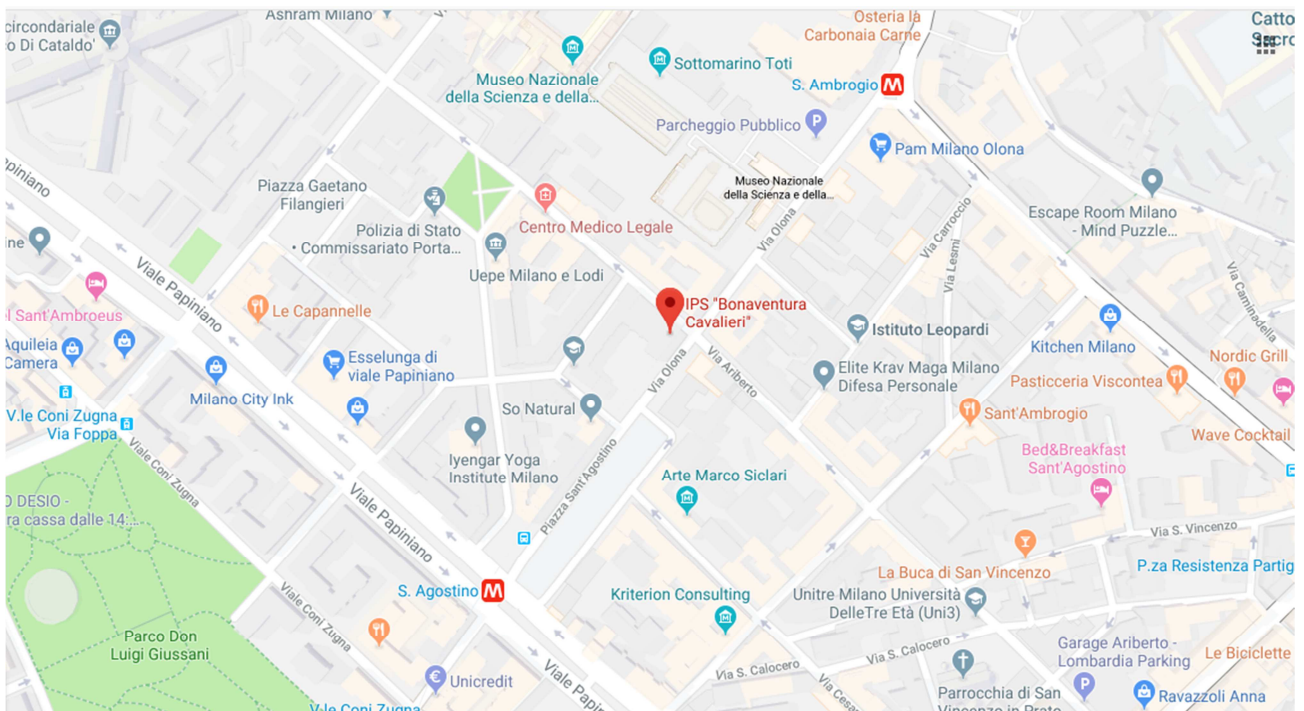 Ashram Milano
circondariale
o Di Cataldo'
Osteria la
Carbonaia Carne
Catto
Museo Nazionale
della Scienza e della...
Sottomarino Toti
S. Ambrogio
M
Parcheggio Pubblico
P
Pam Milano Olona
piniano
Piazza Gaetano
Filangieri
Museo Nazionale
della Scienza e della...
Polizia di Stato
• Commissariato Porta...
Centro Medico Legale
Via Olona
Via Carroccio
Via Lesmi
Escape Room Milano
- Mind Puzzle...
ne
Viale Papiniano
Uepe Milano e Lodi
Via Caminadella
l Sant'Ambroeus
Le Capannelle
IPS "Bonaventura
Cavalieri"
Istituto Leopardi
Kitchen Milano
Aquileia
Camera
Esselunga di
viale Papiniano
Via Olona
Via Ariberto
Elite Krav Maga Milano
Difesa Personale
Nordic Grill
Pasticceria Viscontea
Milano City Ink
So Natural
Sant'Ambrogio
V.le Coni Zugna
Via Foppa
Wave Cocktail
Viale Coni Zugna
Iyengar Yoga
Institute Milano
Piazza Sant'Agostino
Arte Marco Siclari
Bed&Breakfast
Sant'Agostino
O DESIO -
ra cassa dalle 14:...
Viale Papiniano
Via S. Vincenzo
La Buca di San Vincenzo
P.za Resistenza Partig
S. Agostino
M
Kriterion Consulting
Unitre Milano Università
DelleTre Età (Uni3)
Viale Coni Zugna
Parco Don
Luigi Giussani
Via S. Calocero
Via S. Calocero
Garage Ariberto -
Lombardia Parking
P
Le Biciclette
Unicredit
€
Viale Pap
Via Cesar
Parrocchia di San
Vincenzo in Prato
Ravazzoli Anna
V.le Coni Zugna